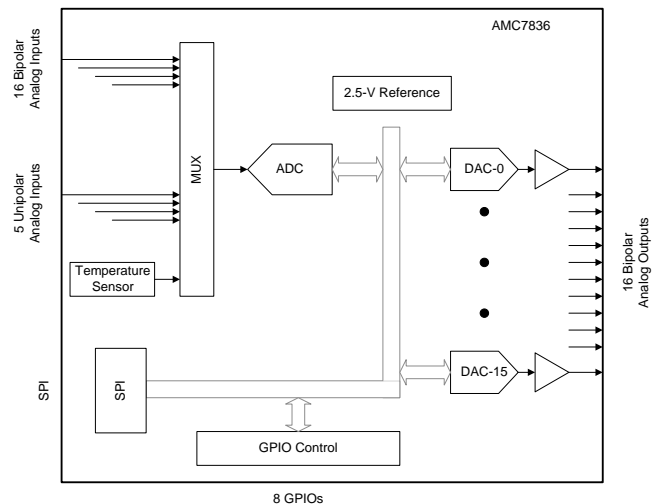 AMC7836
16 Bipolar
Analog Inputs
2.5-V Reference
MUX
ADC
DAC-0
5 Unipolar
Analog Inputs
16 Bipolar
Analog Outputs
Temperature
Sensor
SPI
SPI
DAC-15
GPIO Control
8 GPIOs